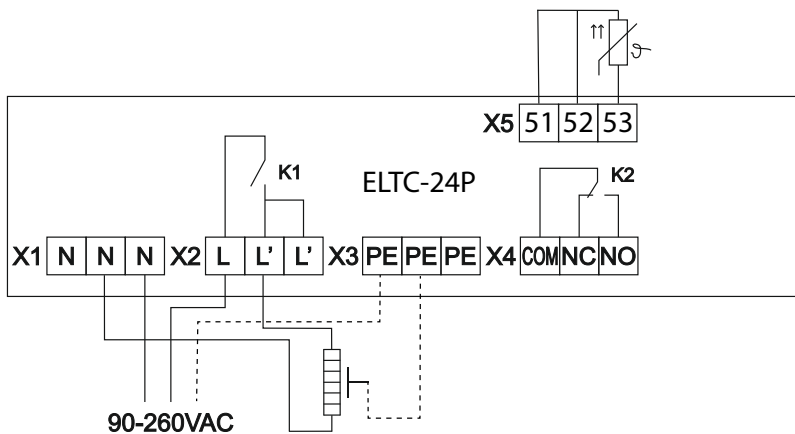 X5 51 52 53
K1
ELTC-24P
K2
X1 N N N X2 L L’ L’ X3 PE PE PE X4 COM NC NO
90-260VAC